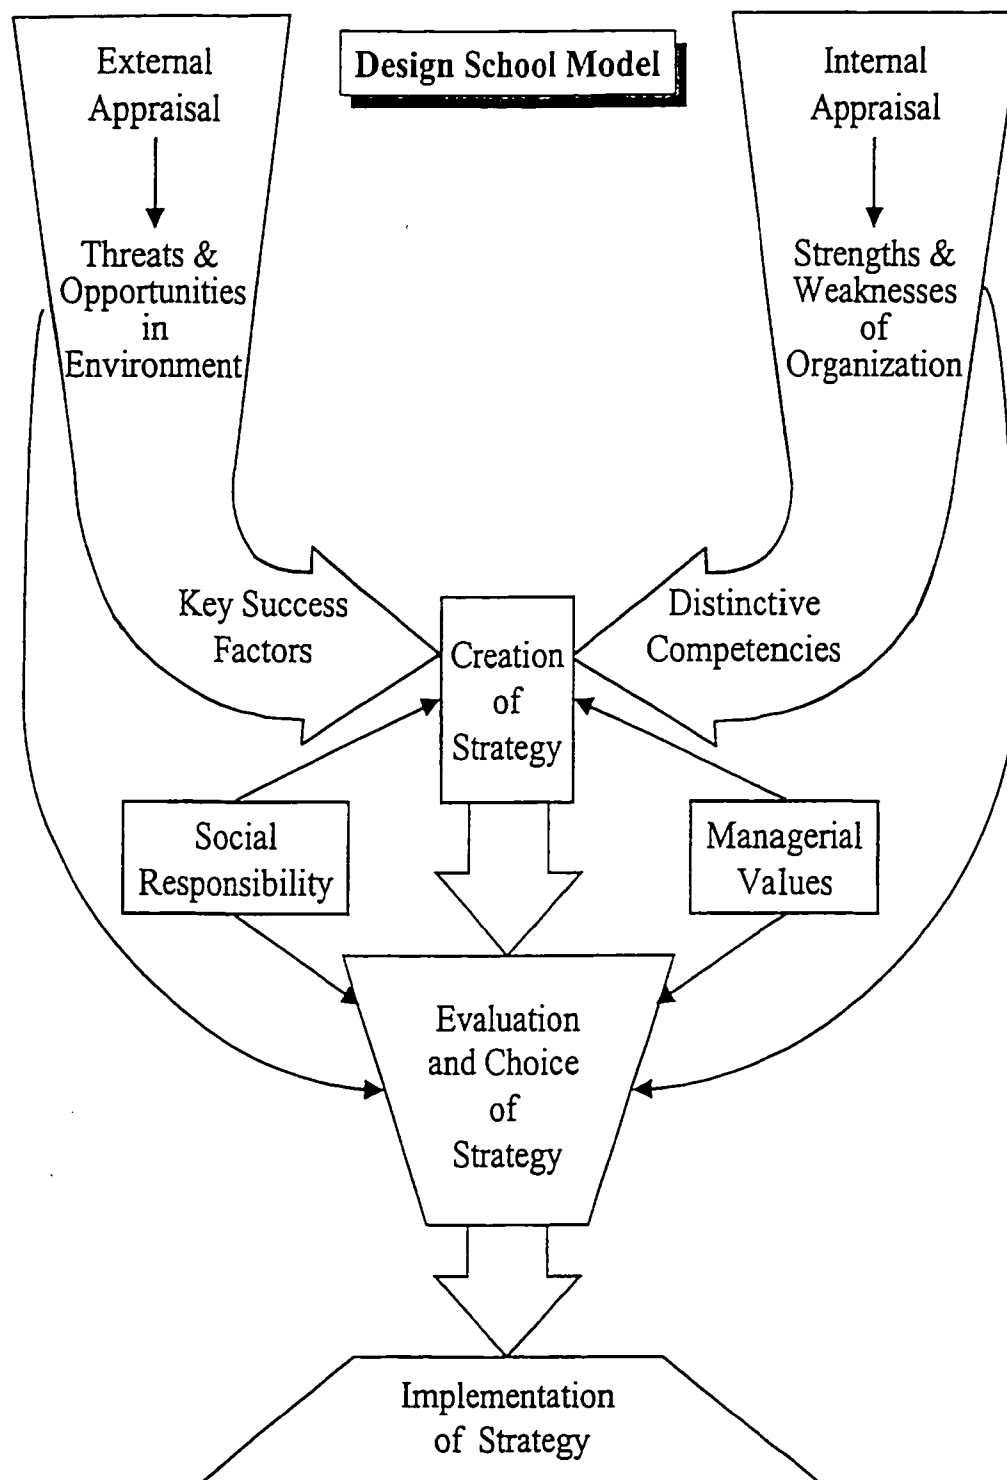 Design School Model
External
Appraisal
Threats &
Opportunities
in
Environment
Key Success
Factors
Internal
Appraisal
Strengths &
Weaknesses
of
Organization
Distinctive
Competencies
Creation
of
Strategy
Social
Responsibility
Managerial
Values
Evaluation
and Choice
of
Strategy
Implementation
of Strategy